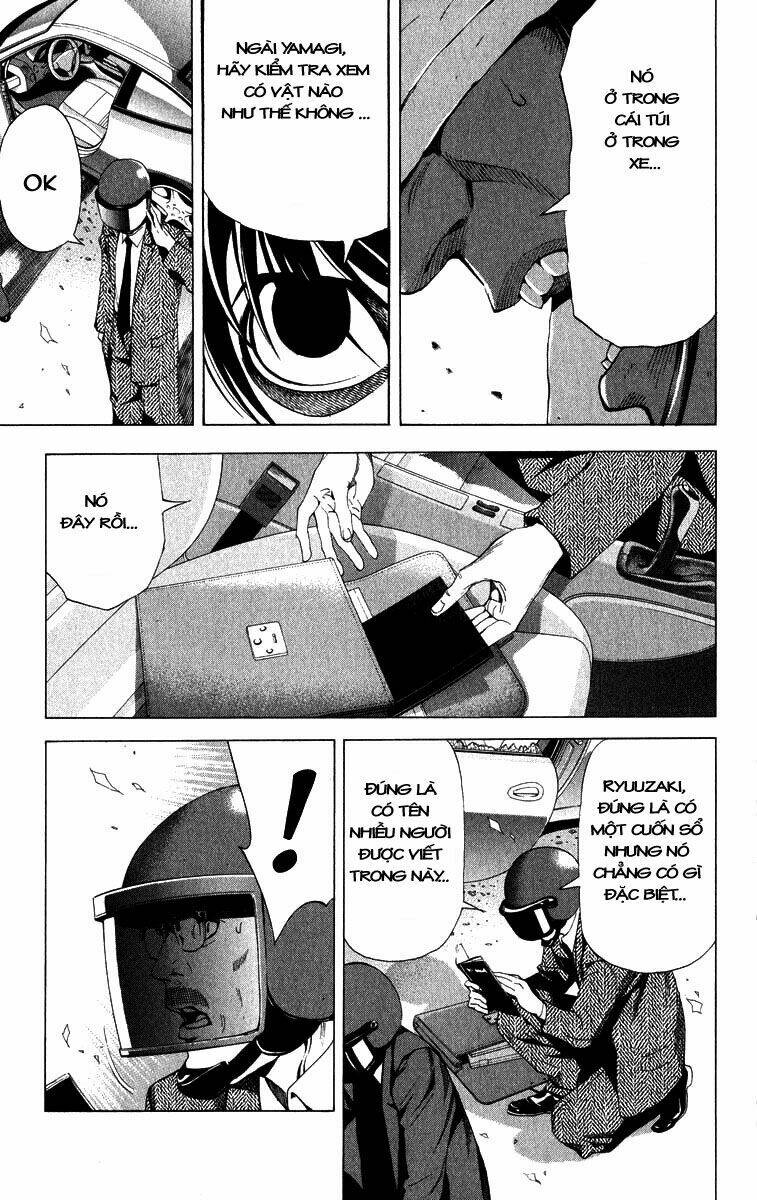 NÓ
Ở TRONG
CÁI TÚI
Ở TRONG
XE...
NGÀI YAMAGI,
HÃY KIỂM TRA XEM
CÓ VẬT NÀO
NHƯ THẾ KHÔNG ...
OK
NÓ
ĐÂY RỒI...
RYUUZAKI,
ĐÚNG LÀ CÓ
MỘT CUỐN SỔ
NHƯNG NÓ
CHẲNG CÓ GÌ
ĐẶC BIỆT...
ĐÚNG LÀ
CÓ TÊN
NHIỀU NGƯỜI
ĐƯỢC VIẾT
TRONG NÀY...
!